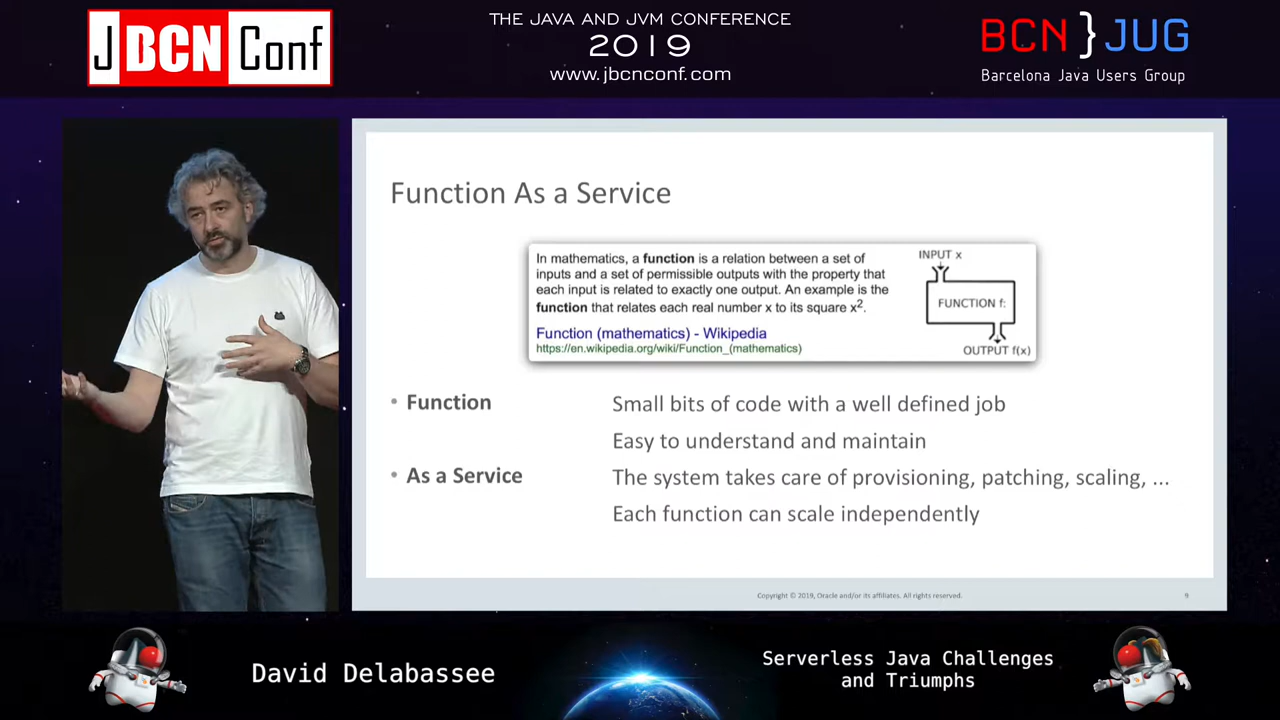 JBCN Conf
THE JAVA AND JVM CONFERENCE
2019
www.jbcnconf.com
BCN}JUG
Barcelona Java Users Group
Function As a Service
In mathematics, a function is a relation between a set of
inputs and a set of permissible outputs with the property that
each input is related to exactly one output. An example is the
function that relates each real number x to its square x².
Function (mathematics) - Wikipedia
https://en.wikipedia.org/wiki/Function_(mathematics)
INPUT x
FUNCTION f:
OUTPUT f(x)
• Function Small bits of code with a well defined job
Easy to understand and maintain
• As a Service The system takes care of provisioning, patching, scaling, ...
Each function can scale independently
Copyright © 2019, Oracle and/or its affiliates. All rights reserved.
9
David Delabassee
Serverless Java Challenges
and Triumphs